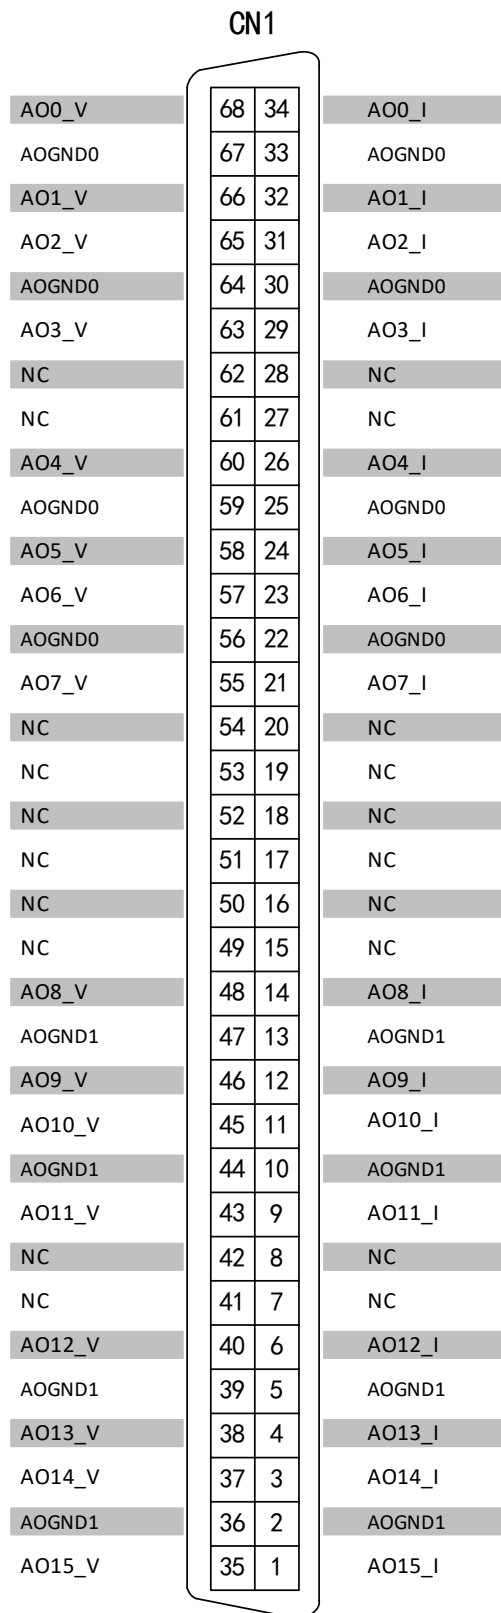 CN1
AO0_V 68 34 AO0_I
AOGND0 67 33 AOGND0
AO1_V 66 32 AO1_I
AO2_V 65 31 AO2_I
AOGND0 64 30 AOGND0
AO3_V 63 29 AO3_I
NC 62 28 NC
NC 61 27 NC
AO4_V 60 26 AO4_I
AOGND0 59 25 AOGND0
AO5_V 58 24 AO5_I
AO6_V 57 23 AO6_I
AOGND0 56 22 AOGND0
AO7_V 55 21 AO7_I
NC 54 20 NC
NC 53 19 NC
NC 52 18 NC
NC 51 17 NC
NC 50 16 NC
NC 49 15 NC
AO8_V 48 14 AO8_I
AOGND1 47 13 AOGND1
AO9_V 46 12 AO9_I
AO10_V 45 11 AO10_I
AOGND1 44 10 AOGND1
AO11_V 43 9 AO11_I
NC 42 8 NC
NC 41 7 NC
AO12_V 40 6 AO12_I
AOGND1 39 5 AOGND1
AO13_V 38 4 AO13_I
AO14_V 37 3 AO14_I
AOGND1 36 2 AOGND1
AO15_V 35 1 AO15_I